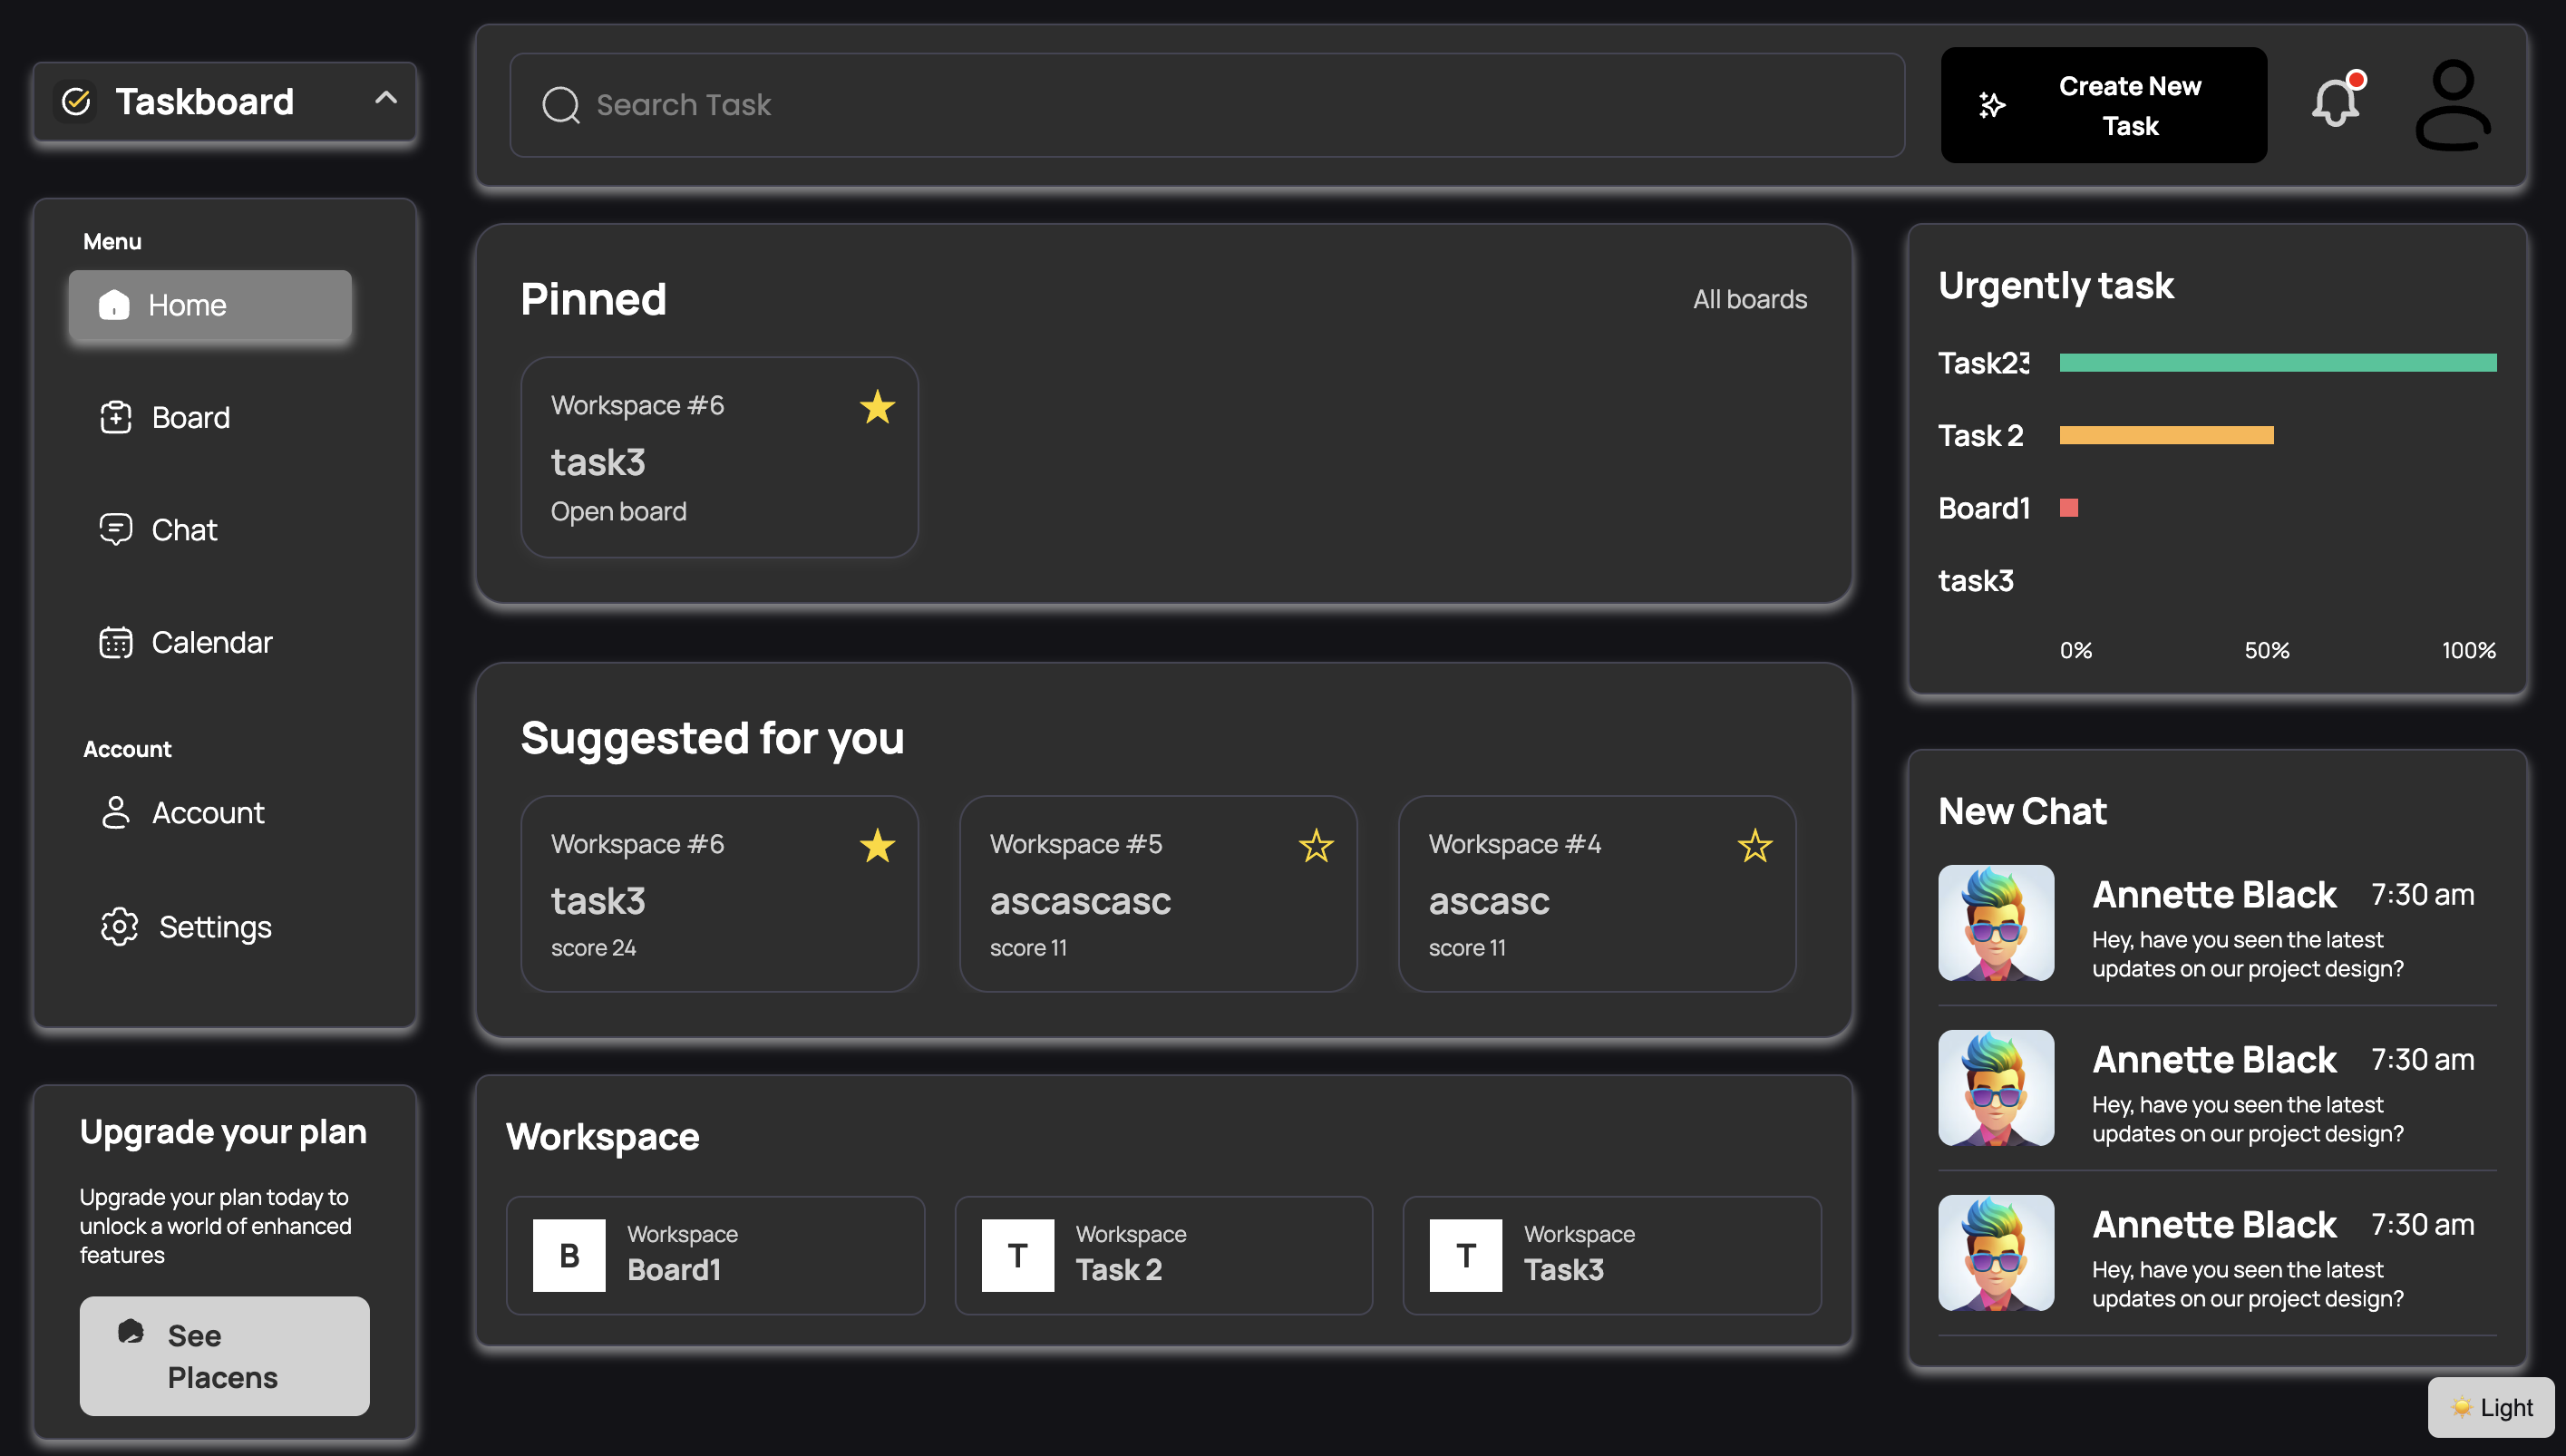 Taskboard
Menu
Home
Board
Chat
Calendar
Account
Account
Settings
Upgrade your plan
Upgrade your plan today to
unlock a world of enhanced
features
See
Placens
Search Task
Create New
Task
Pinned
All boards
Workspace #6
task3
Open board
Suggested for you
Workspace #6
task3
score 24
Workspace #5
ascascasc
score 11
Workspace #4
ascasc
score 11
Workspace
B
Workspace
Board1
T
Workspace
Task 2
T
Workspace
Task3
Urgently task
Task23
Task 2
Board1
task3
0% 50% 100%
New Chat
Annette Black 7:30 am
Hey, have you seen the latest
updates on our project design?
Annette Black 7:30 am
Hey, have you seen the latest
updates on our project design?
Annette Black 7:30 am
Hey, have you seen the latest
updates on our project design?
Light